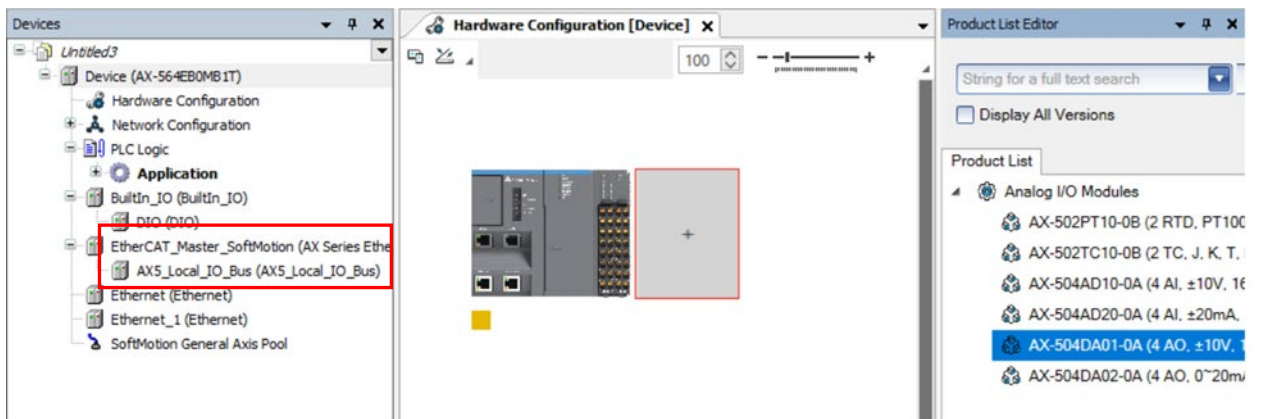 Devices
Untitled3
Device (AX-564EB0MB1T)
Hardware Configuration
Network Configuration
PLC Logic
Application
BuiltIn_IO (BuiltIn_IO)
DIO (DIO)
EtherCAT_Master_SoftMotion (AX Series Ethe
AX5_Local_IO_Bus (AX5_Local_IO_Bus)
Ethernet (Ethernet)
Ethernet_1 (Ethernet)
SoftMotion General Axis Pool
Hardware Configuration [Device]
100
Product List Editor
String for a full text search
Display All Versions
Product List
Analog I/O Modules
AX-502PT10-0B (2 RTD, PT100
AX-502TC10-0B (2 TC, J. K, T,
AX-504AD10-0A (4 AI, ±10V, 16
AX-504AD20-0A (4 AI, ±20mA,
AX-504DA01-0A (4 AO, ±10V, 1
AX-504DA02-0A (4 AO, 0~20m